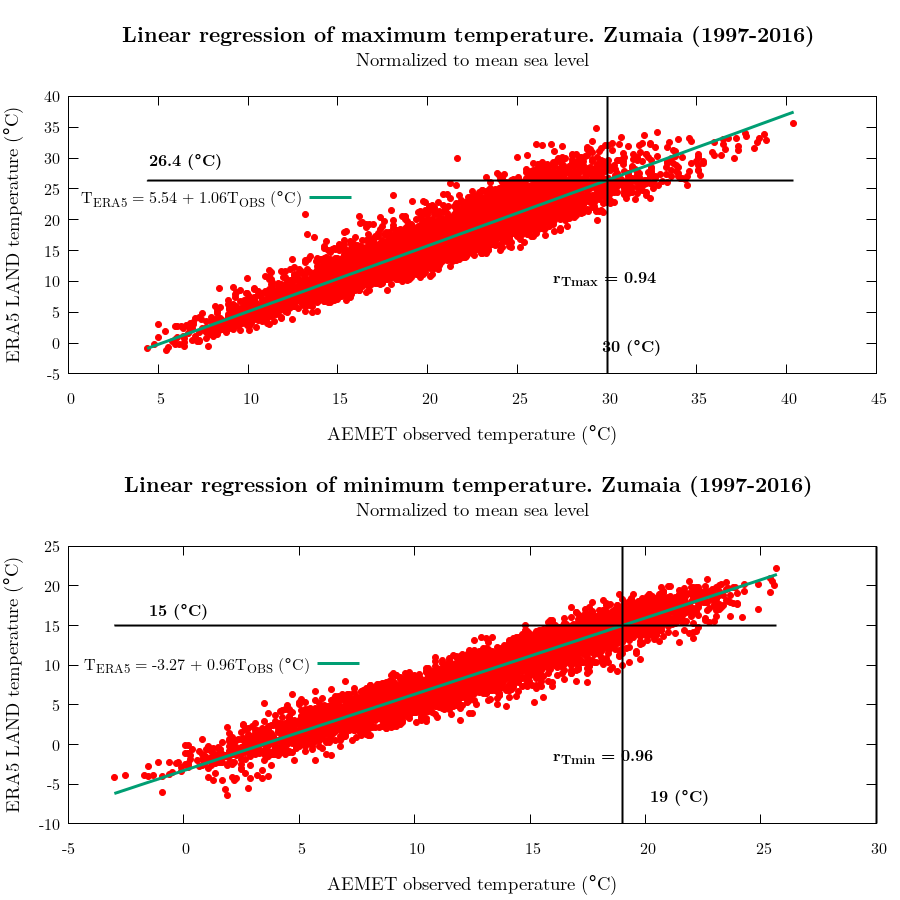 Linear regression of maximum temperature. Zumaia (1997-2016)
Normalized to mean sea level
ERA5 LAND temperature (°C)
40
35
30
25
20
15
10
5
0
-5
26.4 (°C)
T_ERA5 = 5.54 + 1.06T_OBS (°C)
r_Tmax = 0.94
30 (°C)
0 5 10 15 20 25 30 35 40 45
AEMET observed temperature (°C)
Linear regression of minimum temperature. Zumaia (1997-2016)
Normalized to mean sea level
ERA5 LAND temperature (°C)
25
20
15
10
5
0
-5
-10
15 (°C)
T_ERA5 = -3.27 + 0.96T_OBS (°C)
r_Tmin = 0.96
19 (°C)
-5 0 5 10 15 20 25 30
AEMET observed temperature (°C)